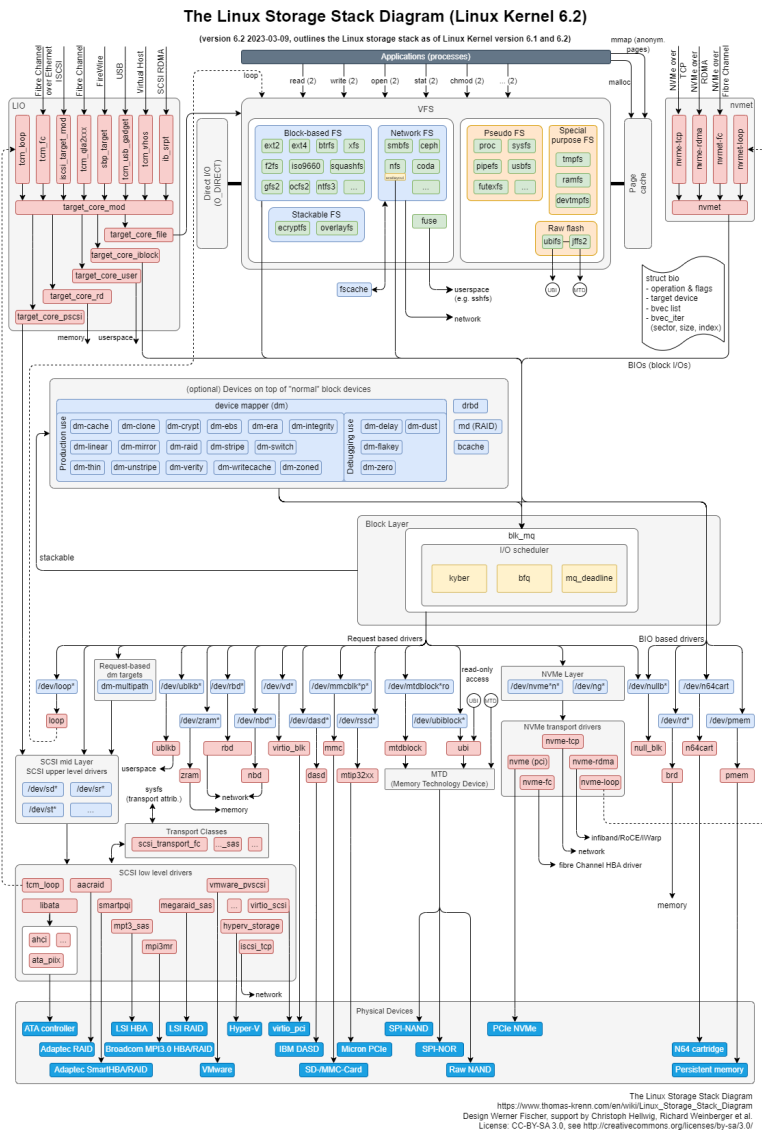 The Linux Storage Stack Diagram (Linux Kernel 6.2)
(version 6.2 2023-03-09, outlines the Linux storage stack as of Linux Kernel version 6.1 and 6.2)
mmap (anonym. pages)
Applications (processes)
loop
read (2)
write (2)
open (2)
stat (2)
chmod (2)
... (2)
malloc
Fibre Channel over Ethernet
ISCSI
Fibre Channel
FireWire
USB
Virtual Host
SCSI RDMA
NVMe over TCP
NVMe over RDMA
NVMe over Fibre Channel
LIO
tcm_loop
tcm_fc
iscsi_target_mod
tcm_qla2xxx
sbp_target
tcm_usb_gadget
tcm_vhos
ib_srpt
target_core_mod
target_core_file
target_core_iblock
target_core_user
target_core_rd
target_core_pscsi
memory
userspace
Direct I/O
(O_DIRECT)
VFS
Block-based FS
ext2
ext4
btrfs
xfs
f2fs
iso9660
squashfs
gfs2
ocfs2
ntfs3
...
Stackable FS
ecryptfs
overlayfs
Network FS
smbfs
ceph
nfs
coda
...
fuse
Pseudo FS
proc
sysfs
pipefs
usbfs
futexfs
...
Special
purpose FS
tmpfs
ramfs
devtmpfs
Raw flash
ubifs
jffs2
UBI
MTD
Page
cache
nvmet
nvme-tcp
nvme-rdma
nvmet-fc
nvmet-loop
nvmet
fscache
userspace
(e.g. sshfs)
network
struct bio
- operation & flags
- target device
- bvec list
- bvec_iter
(sector, size, index)
BIOs (block I/Os)
(optional) Devices on top of "normal" block devices
device mapper (dm)
Production use
dm-cache
dm-clone
dm-crypt
dm-ebs
dm-era
dm-integrity
dm-linear
dm-mirror
dm-raid
dm-stripe
dm-switch
dm-thin
dm-unstripe
dm-verity
dm-writecache
dm-zoned
Debugging use
dm-delay
dm-dust
dm-flakey
dm-zero
drbd
md (RAID)
bcache
stackable
Block Layer
blk_mq
I/O scheduler
kyber
bfq
mq_deadline
Request based drivers
BIO based drivers
Request-based
dm targets
dm-multipath
/dev/loop*
loop
/dev/ublkb*
/dev/rbd*
/dev/vd*
/dev/mmcblk*p*
/dev/mtdblock*ro
read-only
access
UBI
MTD
/dev/zram*
/dev/nbd*
/dev/dasd*
/dev/rssd*
/dev/ubiblock*
NVMe Layer
/dev/nvme*n*
/dev/ng*
/dev/nullb*
/dev/n64cart
/dev/rd*
/dev/pmem
ublkb
rbd
virtio_blk
mmc
mtdblock
ubi
userspace
zram
nbd
dasd
mtip32xx
network
memory
MTD
(Memory Technology Device)
NVMe transport drivers
nvme-tcp
nvme (pci)
nvme-rdma
nvme-fc
nvme-loop
infiband/RoCE/iWarp
network
fibre Channel HBA driver
null_blk
n64cart
brd
pmem
memory
SCSI mid Layer
SCSI upper level drivers
/dev/sd*
/dev/sr*
/dev/st*
...
sysfs
(transport attrib.)
Transport Classes
scsi_transport_fc
..._sas
...
SCSI low level drivers
tcm_loop
aacraid
vmware_pvscsi
libata
smartpqi
megaraid_sas
...
virtio_scsi
mpt3_sas
hyperv_storage
ahci
...
mpi3mr
iscsi_tcp
ata_piix
network
Physical Devices
ATA controller
LSI HBA
LSI RAID
Hyper-V
virtio_pci
SPI-NAND
PCIe NVMe
Adaptec RAID
Broadcom MPI3.0 HBA/RAID
IBM DASD
Micron PCIe
SPI-NOR
N64 cartridge
Adaptec SmartHBA/RAID
VMware
SD-/MMC-Card
Raw NAND
Persistent memory
The Linux Storage Stack Diagram
https://www.thomas-krenn.com/en/wiki/Linux_Storage_Stack_Diagram
Design Werner Fischer, support by Christoph Hellwig, Richard Weinberger et al.
License: CC-BY-SA 3.0, see http://creativecommons.org/licenses/by-sa/3.0/